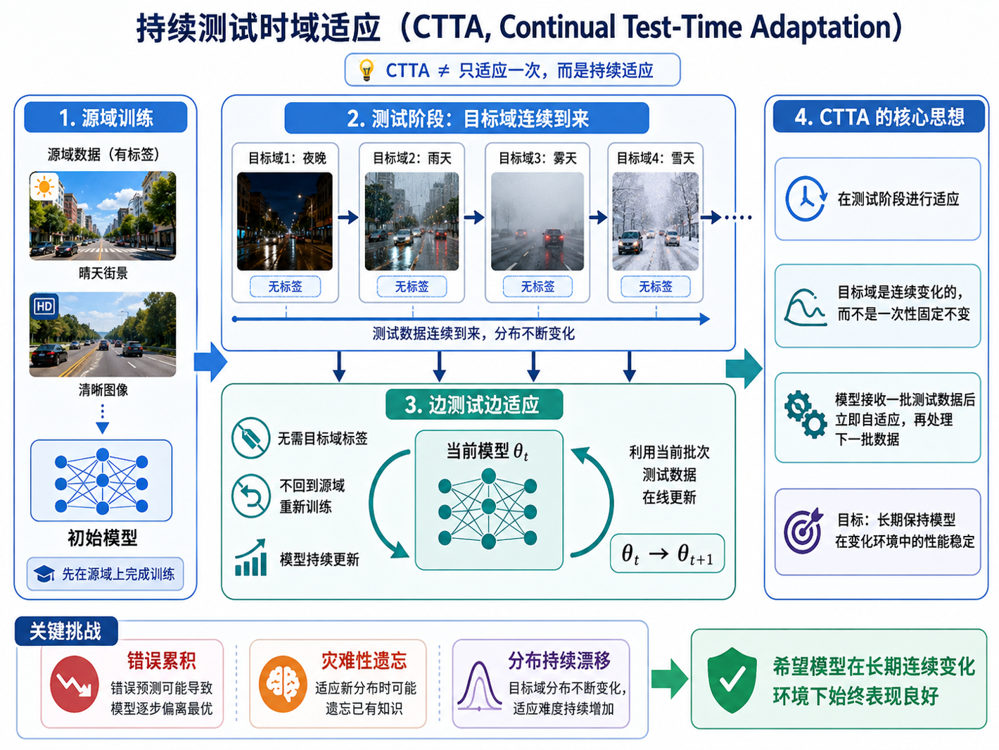 持续测试时域适应（CTTA, Continual Test-Time Adaptation）
CTTA ≠ 只适应一次，而是持续适应
1. 源域训练
源域数据（有标签）
晴天街景
HD
清晰图像
初始模型
先在源域上完成训练
2. 测试阶段：目标域连续到来
目标域1：夜晚
目标域2：雨天
目标域3：雾天
目标域4：雪天
无标签
无标签
无标签
无标签
测试数据连续到来，分布不断变化
3. 边测试边适应
无需目标域标签
不回到源域
重新训练
模型持续更新
当前模型 θt
利用当前批次
测试数据
在线更新
θt → θt+1
4. CTTA 的核心思想
在测试阶段进行适应
目标域是连续变化的，
而不是一次性固定不变
模型接收一批测试数据后
立即自适应，再处理
下一批数据
目标：长期保持模型
在变化环境中的性能稳定
关键挑战
错误累积
错误预测可能导致
模型逐步偏离最优
灾难性遗忘
适应新分布时可能
遗忘已有知识
分布持续漂移
目标域分布不断变化，
适应难度持续增加
希望模型在长期连续变化
环境下始终表现良好